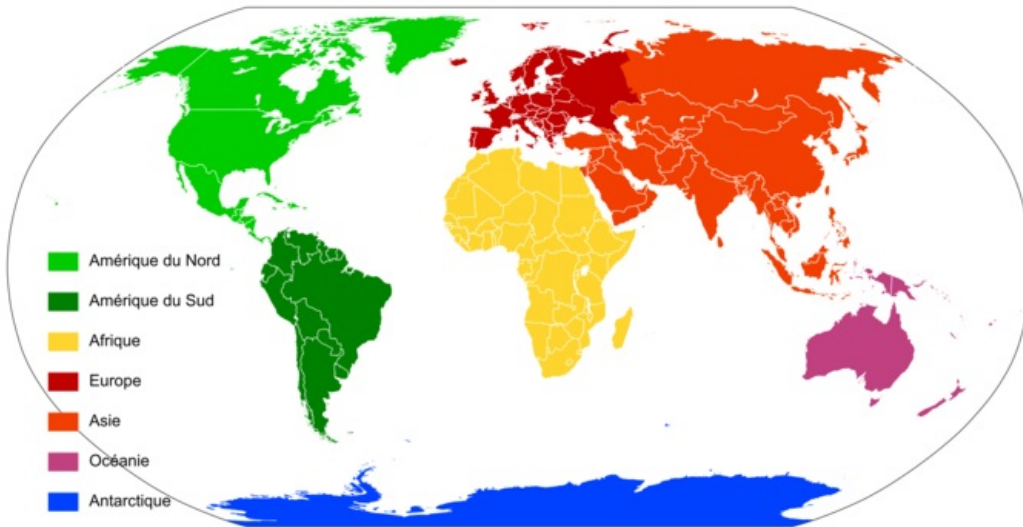 Amérique du Nord
Amérique du Sud
Afrique
Europe
Asie
Océanie
Antarctique